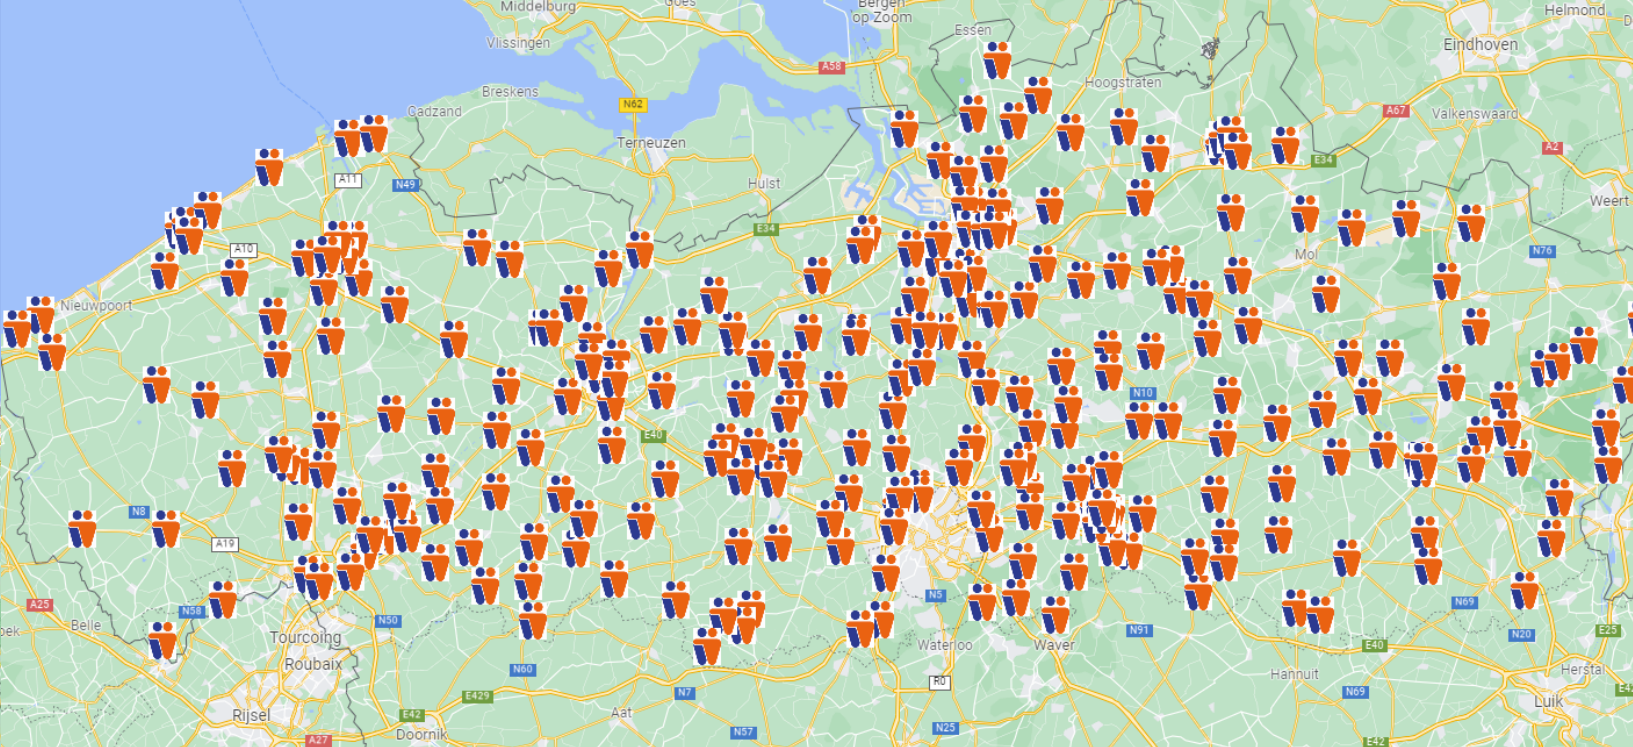 Middelburg
Goes
Bergen
op Zoom
Helmond
Vlissingen
Essen
Eindhoven
A58
Hoogstraten
Breskens
N62
Cadzand
A67
Valkenswaard
Terneuzen
A2
E34
A11
N49
Hulst
Weert
E34
A10
N76
Mol
Nieuwpoort
N10
E40
N8
A19
A25
N58
N5
N69
Belle
N50
N91
N20
E25
Tourcoing
Waterloo
Waver
E40
Roubaix
N60
Hannuit
Herstal
R0
N7
N69
E429
Luik
Rijsel
E42
Aat
N57
N25
Doornik
A27
E42